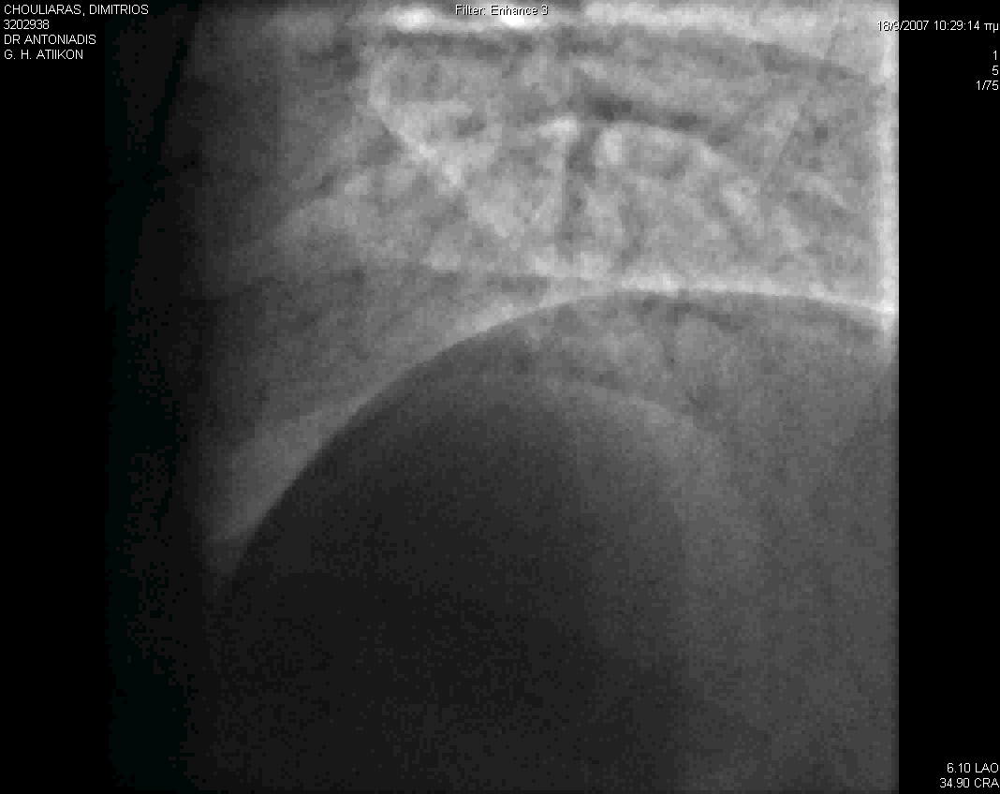 CHOULIARAS, DIMITRIOS
3202938
DR ANTONIADIS
G. H. ATIIKON
Filter: Enhance 3
18/9/2007 10:29:14 πμ
1
5
1/75
6.10 LAO
34.90 CRA